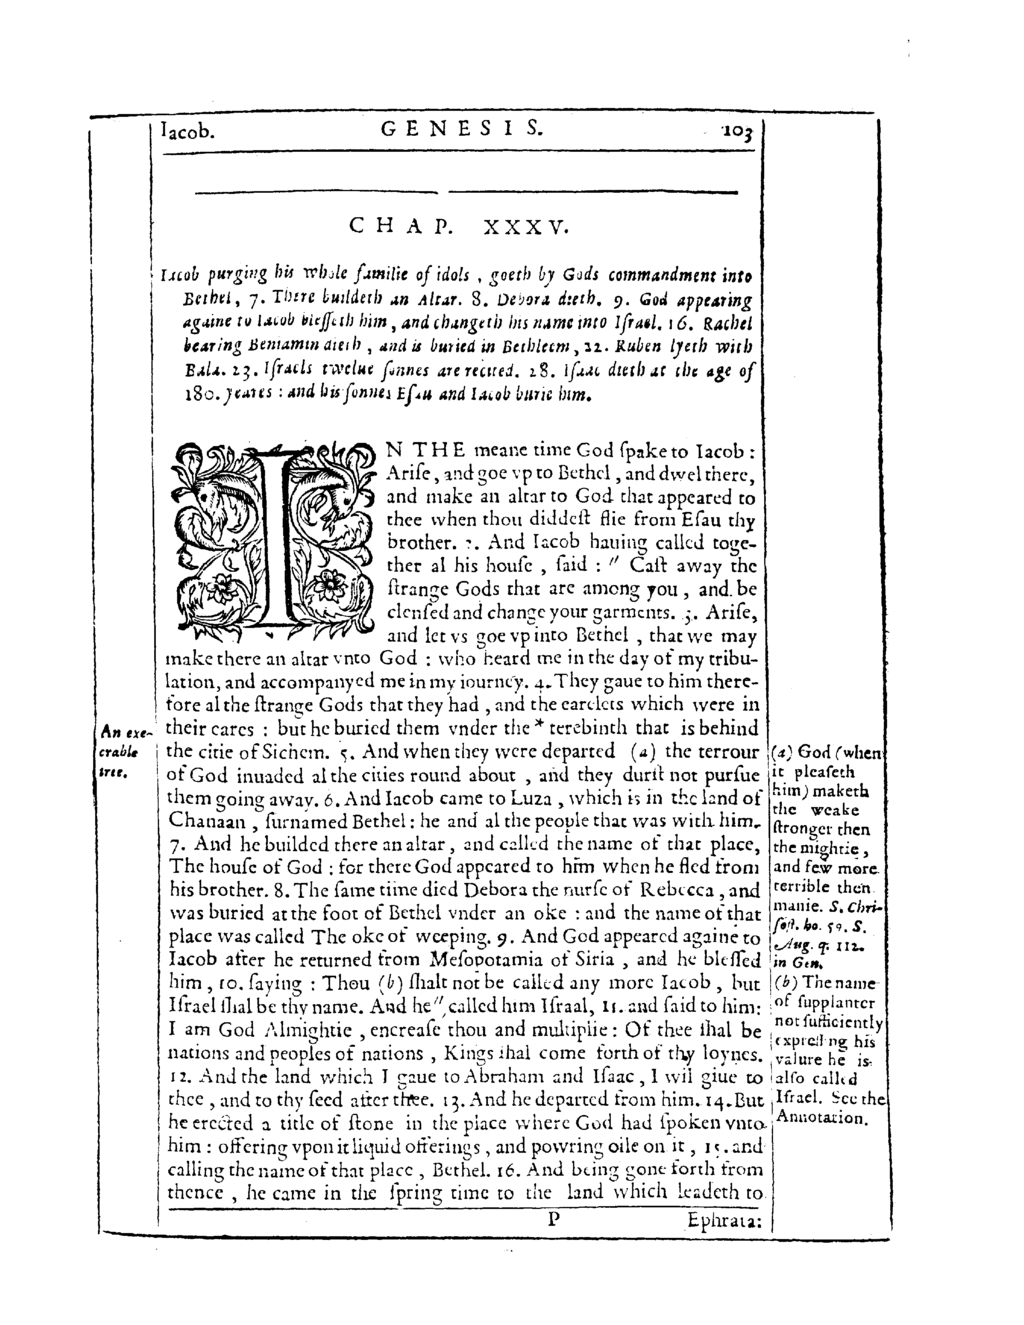 Iacob. GENESIS. 103
CHAP. XXXV.
Iacob purging his whole familie of idols , goeth by Gods commandment into
Bethel, 7. There buildeth an Altar. 8. Debora dieth. 9. God appearing
againe to Iacob blesseth him , and changeth his name into Iſrael. 16. Rachel
bearing Beniamin dieth , and is buried in Bethleem , 22. Ruben lyeth with
Bala. 23. Iſraels twelue ſonnes are recited. 28. Iſaac dieth at the age of
180. yeares : and his ſonnes Eſau and Iacob burie him.
IN THE meane time God ſpake to Iacob :
Ariſe , and goe vp to Bethel , and dwel there,
and make an altar to God that appeared to
thee when thou diddeſt flie from Eſau thy
brother. 2. And Iacob hauing called toge-
ther al his houſe , ſaid : " Caſt away the
ſtrange Gods that are among you , and be
clenſed and change your garments. 3. Ariſe,
and let vs goe vp into Bethel , that we may
make there an altar vnto God : who heard me in the day of my tribu-
lation, and accompanyed me in my iourney. 4. They gaue to him there-
fore al the ſtrange Gods that they had , and the earelets which were in
their eares : but he buried them vnder the * terebinth that is behind
the citie of Sichem. 5. And when they were departed (a) the terrour
of God inuaded al the cities round about , and they durſt not purſue
them going away. 6. And Iacob came to Luza , which is in the land of
Chanaan , ſurnamed Bethel : he and al the people that was with him.
7. And he builded there an altar , and called the name of that place,
The houſe of God : for there God appeared to him when he fled from
his brother. 8. The ſame time died Debora the nurſe of Rebecca , and
was buried at the foot of Bethel vnder an oke : and the name of that
place was called The oke of weeping. 9. And God appeared againe to
Iacob after he returned from Meſopotamia of Siria , and he bleſſed
him , 10. ſaying : Thou (b) ſhalt not be called any more Iacob , but
Iſrael ſhal be thy name. And he " called him Iſraal, 11. and ſaid to him:
I am God Almightie , encreaſe thou and multiplie : Of thee ſhal be
nations and peoples of nations , Kings ſhal come forth of thy loynes.
12. And the land which I gaue to Abraham and Iſaac , I wil giue to
thee , and to thy ſeed after thee. 13. And he departed from him. 14. But
he erected a title of ſtone in the place where God had ſpoken vnto
him : offering vpon it liquid offerings , and powring oile on it , 15. and
calling the name of that place , Bethel. 16. And being gone forth from
thence , he came in the ſpring time to the land which leadeth to
P Ephrata:
An exe-
crable
tree.
(a) God (when
it pleaſeth
him) maketh
the weake
ſtronger then
the mightie,
and few more
terrible then
manie. S. Chri-
ſoſt. ho. 59. S.
Aug. q. 112.
in Gen.
(b) The name
of ſupplanter
not ſufficiently
expreſſing his
valure he is
alſo called
Iſrael. See the
Annotation.